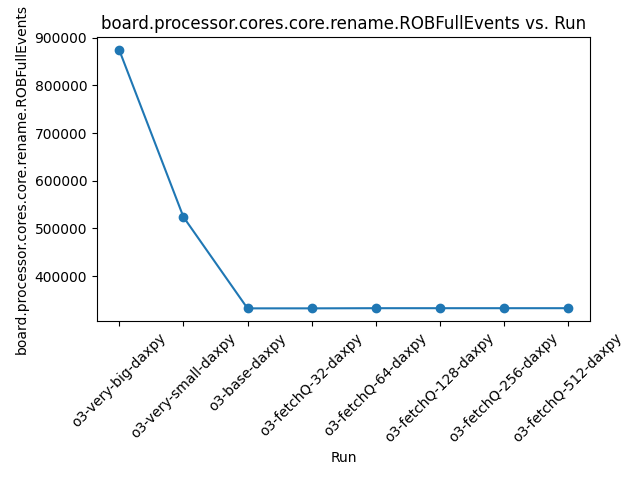 board.processor.cores.core.rename.ROBFullEvents vs. Run
board.processor.cores.core.rename.ROBFullEvents
900000
800000
700000
600000
500000
400000
o3-very-big-daxpy
o3-very-small-daxpy
o3-base-daxpy
o3-fetchQ-32-daxpy
o3-fetchQ-64-daxpy
o3-fetchQ-128-daxpy
o3-fetchQ-256-daxpy
o3-fetchQ-512-daxpy
Run